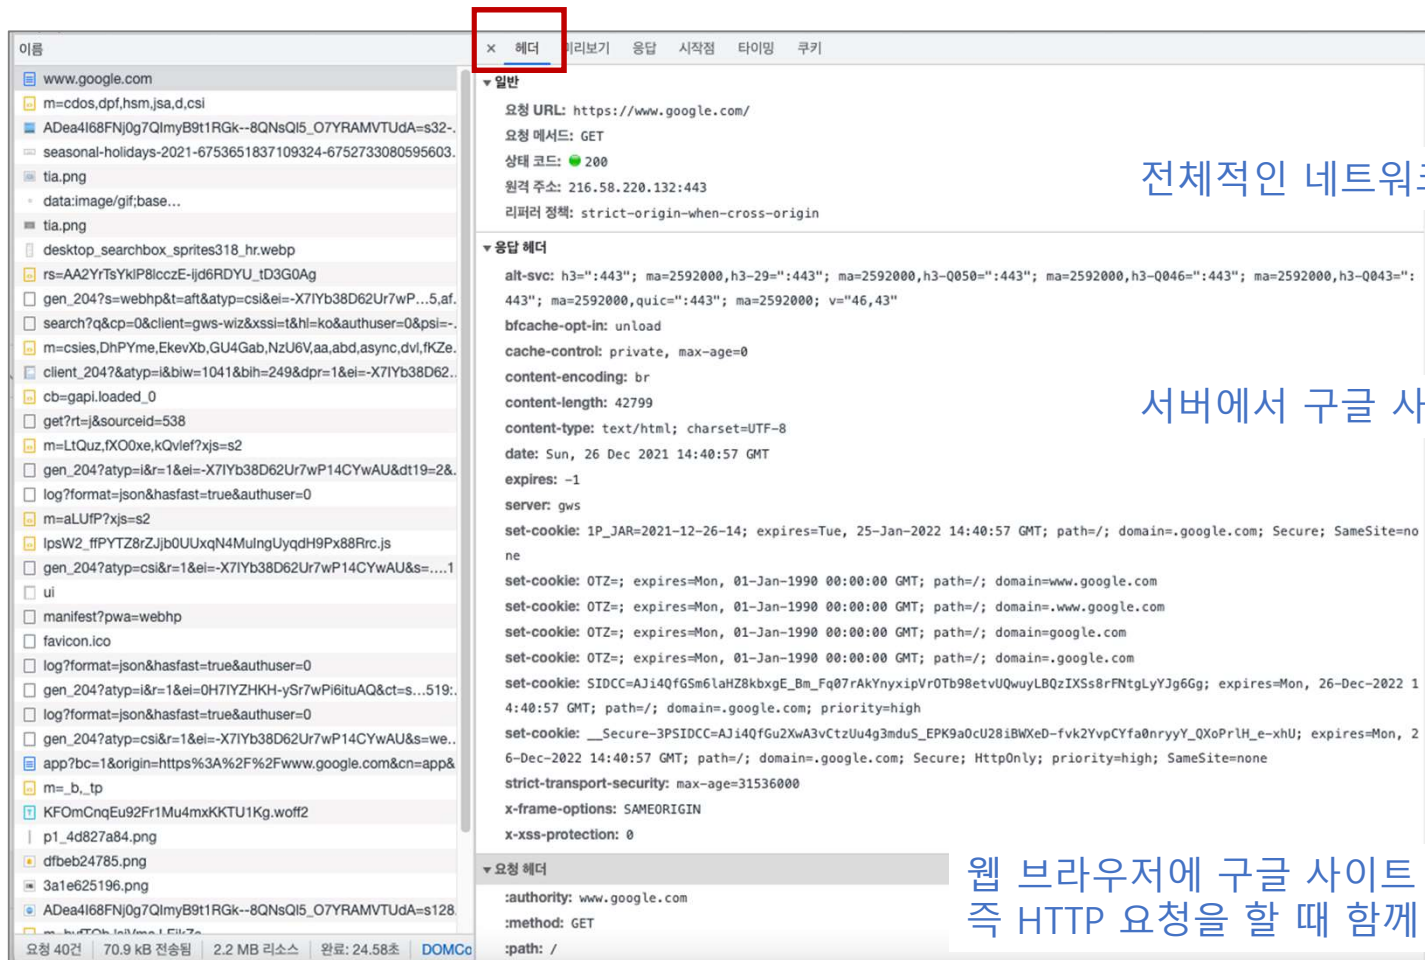 이름
www.google.com
m=cdos,dpf,hsm,jsa,d,csi
ADea4I68FNj0g7QImyB9t1RGk--8QNsQI5_O7YRAMVTUdA=s32-.
seasonal-holidays-2021-6753651837109324-6752733080595603.
tia.png
data:image/gif;base...
tia.png
desktop_searchbox_sprites318_hr.webp
rs=AA2YrTsYkIP8IcczE-ijd6RDYU_tD3G0Ag
gen_204?s=webhp&t=aft&atyp=csi&ei=-X7IYb38D62Ur7wP...5,af.
search?q&cp=0&client=gws-wiz&xssi=t&hl=ko&authuser=0&psi=-.
m=csies,DhPYme,EkevXb,GU4Gab,NzU6V,aa,abd,async,dvl,fKZe.
client_204?&atyp=i&biw=1041&bih=249&dpr=1&ei=-X7IYb38D62..
cb=gapi.loaded_0
get?rt=j&sourceid=538
m=LtQuz,fXO0xe,kQvlef?xjs=s2
gen_204?atyp=i&r=1&ei=-X7IYb38D62Ur7wP14CYwAU&dt19=2&.
log?format=json&hasfast=true&authuser=0
m=aLUfP?xjs=s2
IpsW2_ffPYTZ8rZJjb0UUxqN4MuIngUyqdH9Px88Rrc.js
gen_204?atyp=csi&r=1&ei=-X7IYb38D62Ur7wP14CYwAU&s=....1
ui
manifest?pwa=webhp
favicon.ico
log?format=json&hasfast=true&authuser=0
gen_204?atyp=i&r=1&ei=0H7IYZHKH-ySr7wPi6ituAQ&ct=s...519:.
log?format=json&hasfast=true&authuser=0
gen_204?atyp=csi&r=1&ei=-X7IYb38D62Ur7wP14CYwAU&s=we..
app?bc=1&origin=https%3A%2F%2Fwww.google.com&cn=app&
m=_b,_tp
KFOmCnqEu92Fr1Mu4mxKKTU1Kg.woff2
p1_4d827a84.png
dfbeb24785.png
3a1e625196.png
ADea4I68FNj0g7QImyB9t1RGk--8QNsQI5_O7YRAMVTUdA=s128
요청 40건 70.9 kB 전송됨 2.2 MB 리소스 완료: 24.58초 DOMCo
× 헤더 미리보기 응답 시작점 타이밍 쿠키
▼ 일반
요청 URL: https://www.google.com/
요청 메서드: GET
상태 코드: 200
원격 주소: 216.58.220.132:443
리퍼러 정책: strict-origin-when-cross-origin
전체적인 네트워크
▼ 응답 헤더
alt-svc: h3=":443"; ma=2592000,h3-29=":443"; ma=2592000,h3-Q050=":443"; ma=2592000,h3-Q046=":443"; ma=2592000,h3-Q043=":
443"; ma=2592000,quic=":443"; ma=2592000; v="46,43"
bfcache-opt-in: unload
cache-control: private, max-age=0
content-encoding: br
content-length: 42799
content-type: text/html; charset=UTF-8
서버에서 구글 사
date: Sun, 26 Dec 2021 14:40:57 GMT
expires: -1
server: gws
set-cookie: 1P_JAR=2021-12-26-14; expires=Tue, 25-Jan-2022 14:40:57 GMT; path=/; domain=.google.com; Secure; SameSite=no
ne
set-cookie: OTZ=; expires=Mon, 01-Jan-1990 00:00:00 GMT; path=/; domain=www.google.com
set-cookie: OTZ=; expires=Mon, 01-Jan-1990 00:00:00 GMT; path=/; domain=.www.google.com
set-cookie: OTZ=; expires=Mon, 01-Jan-1990 00:00:00 GMT; path=/; domain=google.com
set-cookie: OTZ=; expires=Mon, 01-Jan-1990 00:00:00 GMT; path=/; domain=.google.com
set-cookie: SIDCC=AJi4QfGSm6laHZ8kbxgE_Bm_Fq07rAkYnyxipVrOTb98etvUQwuyLBQzIXSs8rFNtgLyYJg6Gg; expires=Mon, 26-Dec-2022 1
4:40:57 GMT; path=/; domain=.google.com; priority=high
set-cookie: __Secure-3PSIDCC=AJi4QfGu2XwA3vCtzUu4g3mduS_EPK9aOcU28iBWXeD-fvk2YvpCYfa0nryyY_QXoPrlH_e-xhU; expires=Mon, 2
6-Dec-2022 14:40:57 GMT; path=/; domain=.google.com; Secure; HttpOnly; priority=high; SameSite=none
strict-transport-security: max-age=31536000
x-frame-options: SAMEORIGIN
x-xss-protection: 0
▼ 요청 헤더
:authority: www.google.com
:method: GET
:path: /
웹 브라우저에 구글 사이트
즉 HTTP 요청을 할 때 함께